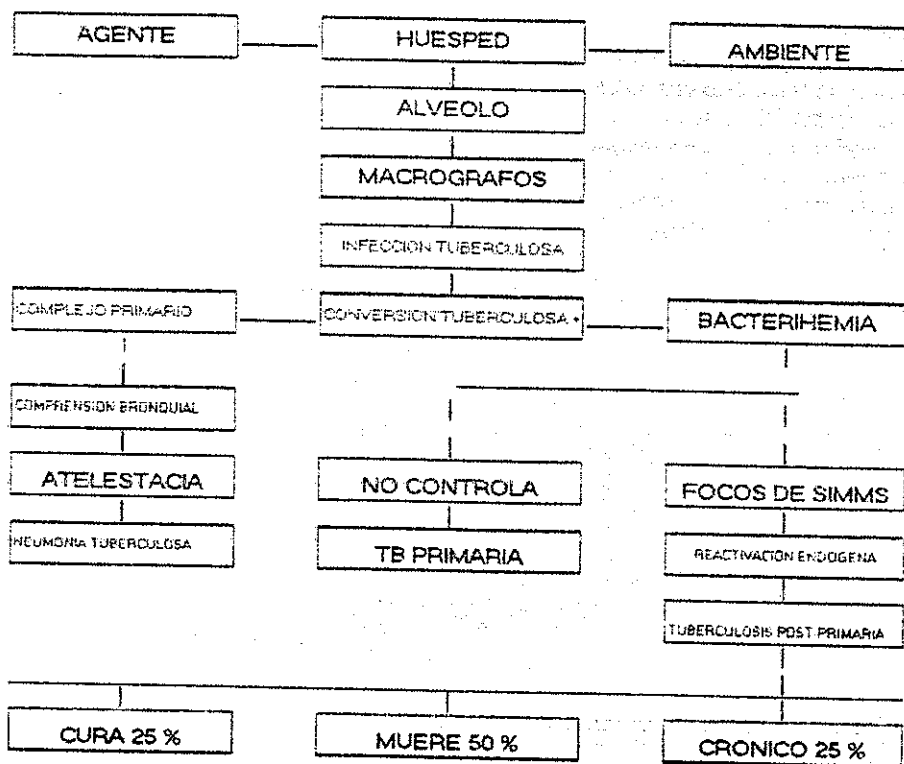 AGENTE
HUESPED
AMBIENTE
ALVEOLO
MACROGRAFOS
INFECCION TUBERCULOSA
COMPLEJO PRIMARIO
CONVERSION TUBERCULOSA +
BACTERIHEMIA
COMPRENSION BRONQUIAL
ATELESTACIA
NO CONTROLA
FOCOS DE SIMMS
NEUMONIA TUBERCULOSA
TB PRIMARIA
REACTIVACION ENDOGENA
TUBERCULOSIS POST PRIMARIA
CURA 25 %
MUERE 50 %
CRONICO 25 %